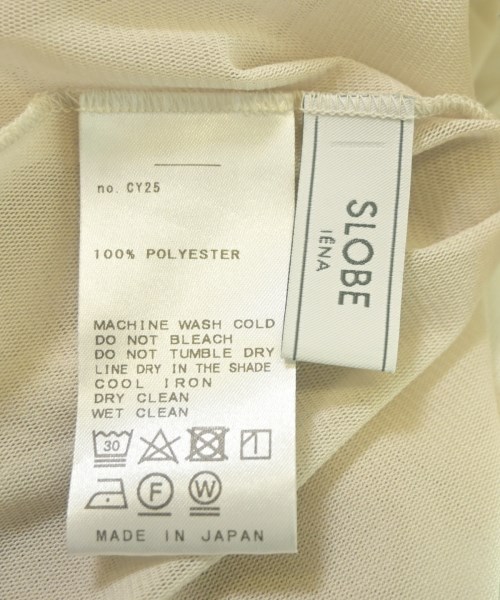 no. CY25
100% POLYESTER
MACHINE WASH COLD
DO NOT BLEACH
DO NOT TUMBLE DRY
LINE DRY IN THE SHADE
COOL IRON
DRY CLEAN
WET CLEAN
30
F
W
MADE IN JAPAN
SLOBE
IÉNA